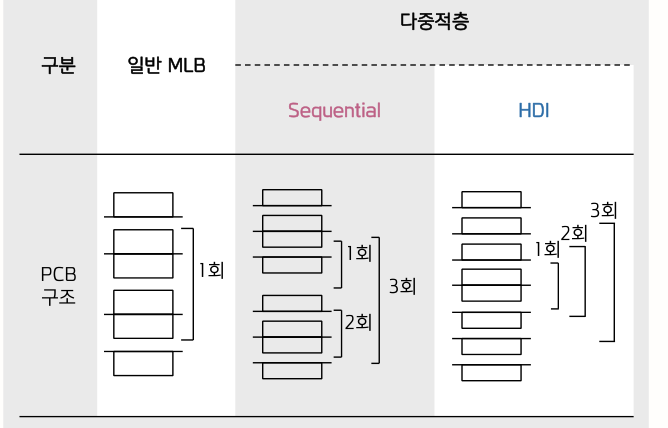 구분
일반 MLB
다중적층
Sequential
HDI
PCB
구조
1회
1회
2회
3회
1회
2회
3회